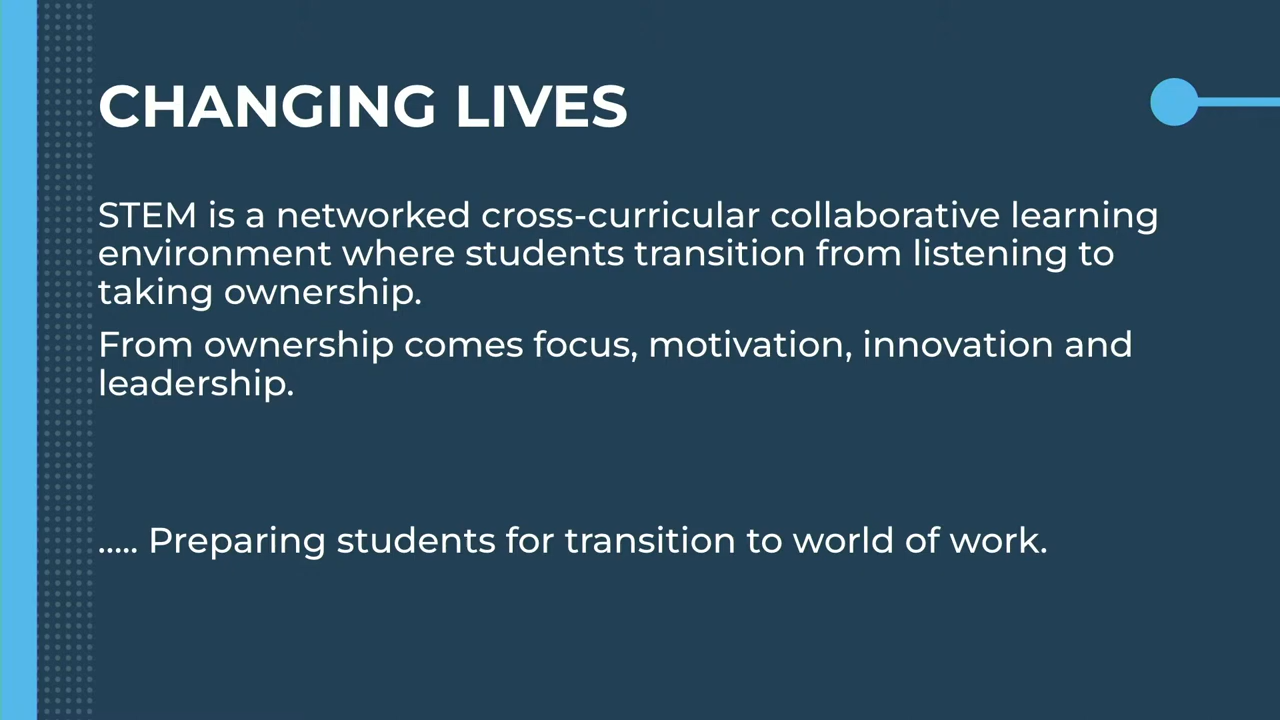 CHANGING LIVES
STEM is a networked cross-curricular collaborative learning
environment where students transition from listening to
taking ownership.
From ownership comes focus, motivation, innovation and
leadership.
..... Preparing students for transition to world of work.